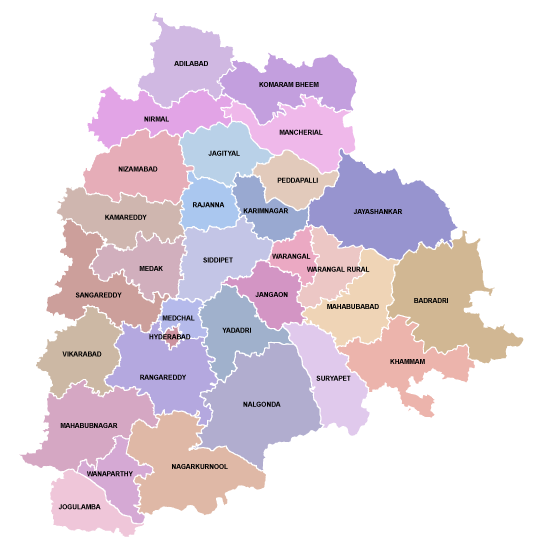 ADILABAD
KOMARAM BHEEM
NIRMAL
MANCHERIAL
JAGITYAL
NIZAMABAD
PEDDAPALLI
RAJANNA
KARIMNAGAR
JAYASHANKAR
KAMAREDDY
WARANGAL
SIDDIPET
MEDAK
WARANGAL RURAL
SANGAREDDY
JANGAON
BADRADRI
MAHABUBABAD
MEDCHAL
YADADRI
HYDERABAD
VIKARABAD
KHAMMAM
RANGAREDDY
SURYAPET
NALGONDA
MAHABUBNAGAR
NAGARKURNOOL
WANAPARTHY
JOGULAMBA